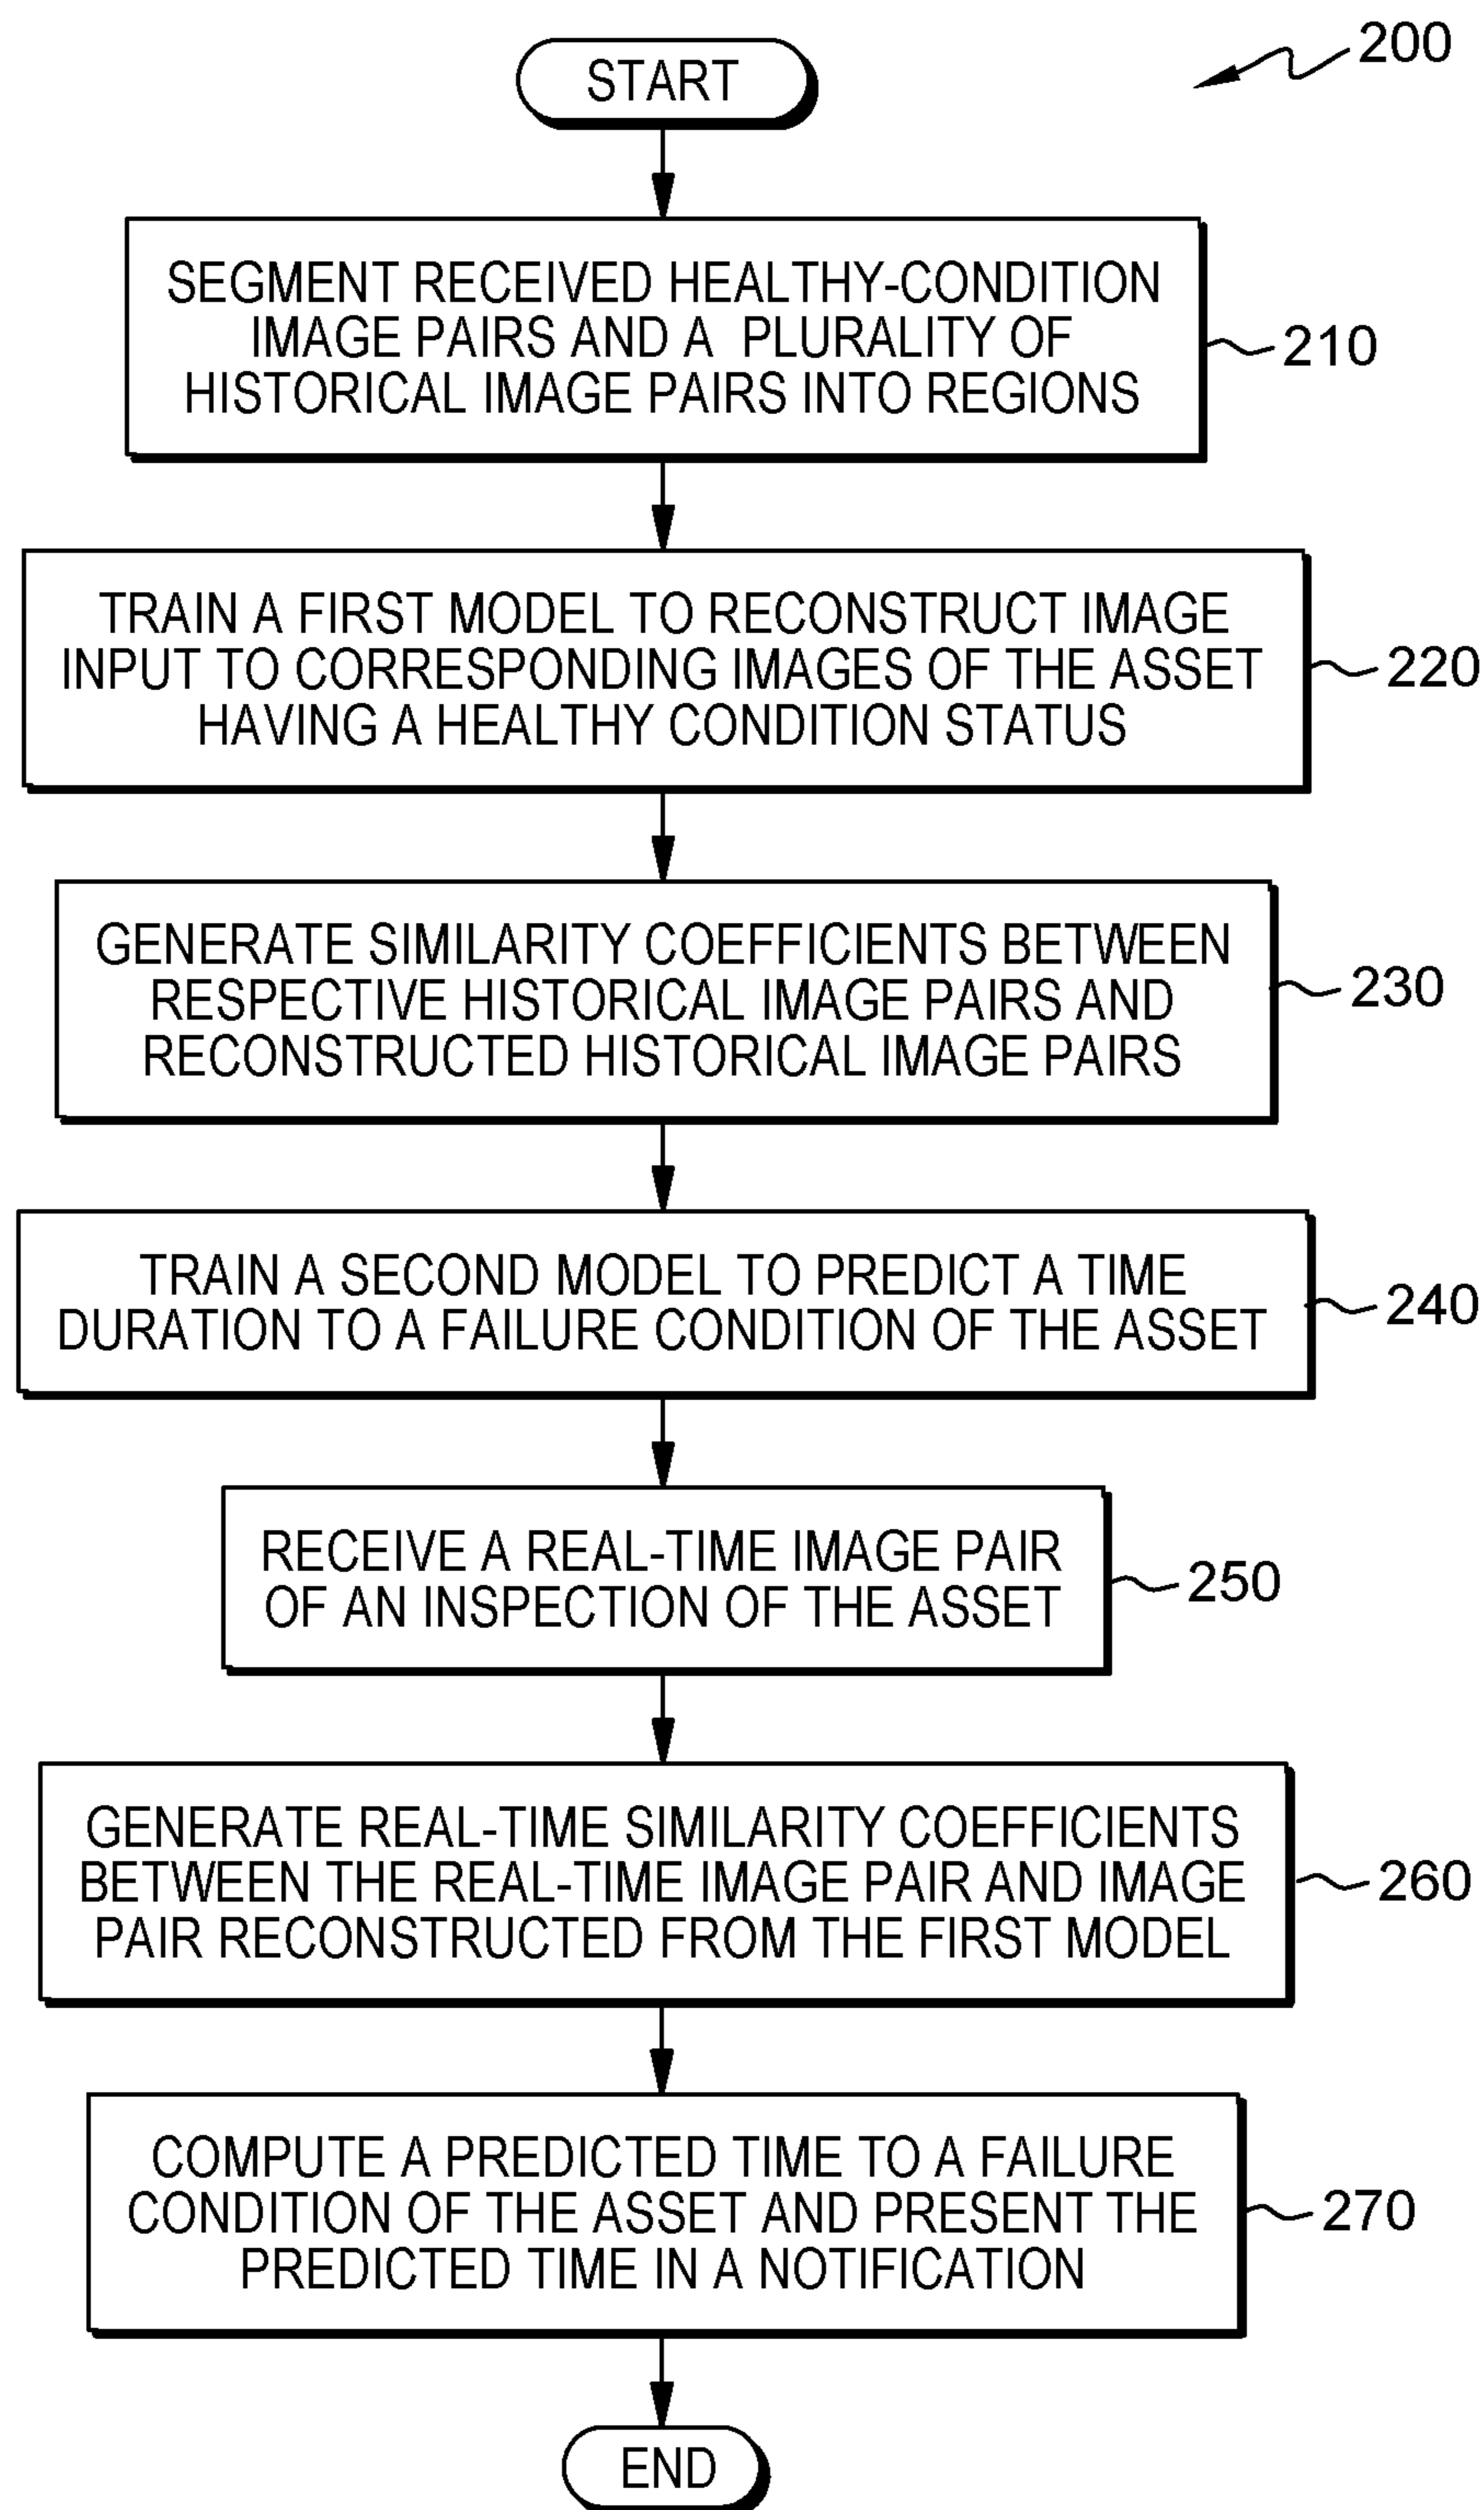 200
START
SEGMENT RECEIVED HEALTHY-CONDITION
IMAGE PAIRS AND A PLURALITY OF
HISTORICAL IMAGE PAIRS INTO REGIONS
210
TRAIN A FIRST MODEL TO RECONSTRUCT IMAGE
INPUT TO CORRESPONDING IMAGES OF THE ASSET
HAVING A HEALTHY CONDITION STATUS
220
GENERATE SIMILARITY COEFFICIENTS BETWEEN
RESPECTIVE HISTORICAL IMAGE PAIRS AND
RECONSTRUCTED HISTORICAL IMAGE PAIRS
230
TRAIN A SECOND MODEL TO PREDICT A TIME
DURATION TO A FAILURE CONDITION OF THE ASSET
240
RECEIVE A REAL-TIME IMAGE PAIR
OF AN INSPECTION OF THE ASSET
250
GENERATE REAL-TIME SIMILARITY COEFFICIENTS
BETWEEN THE REAL-TIME IMAGE PAIR AND IMAGE
PAIR RECONSTRUCTED FROM THE FIRST MODEL
260
COMPUTE A PREDICTED TIME TO A FAILURE
CONDITION OF THE ASSET AND PRESENT THE
PREDICTED TIME IN A NOTIFICATION
270
END